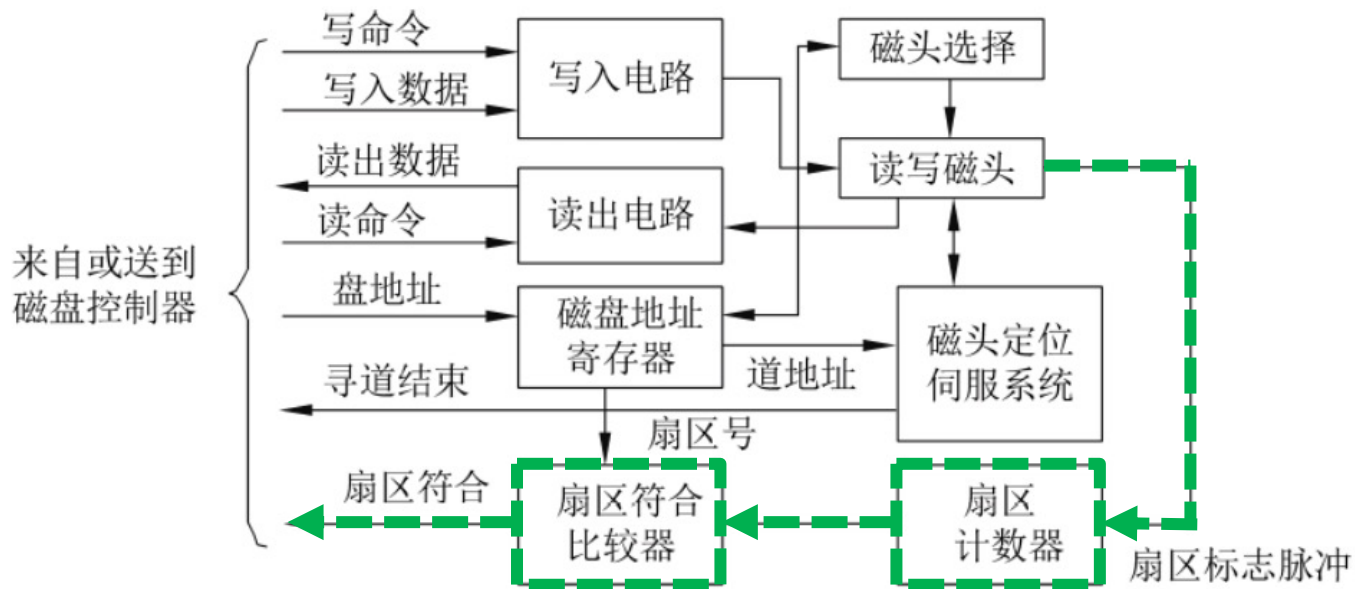 写命令
写入数据
读出数据
读命令
来自或送到
磁盘控制器
盘地址
寻道结束
扇区符合
写入电路
读出电路
磁盘地址
寄存器
扇区号
扇区符合
比较器
道地址
磁头选择
读写磁头
磁头定位
伺服系统
扇区
计数器
扇区标志脉冲